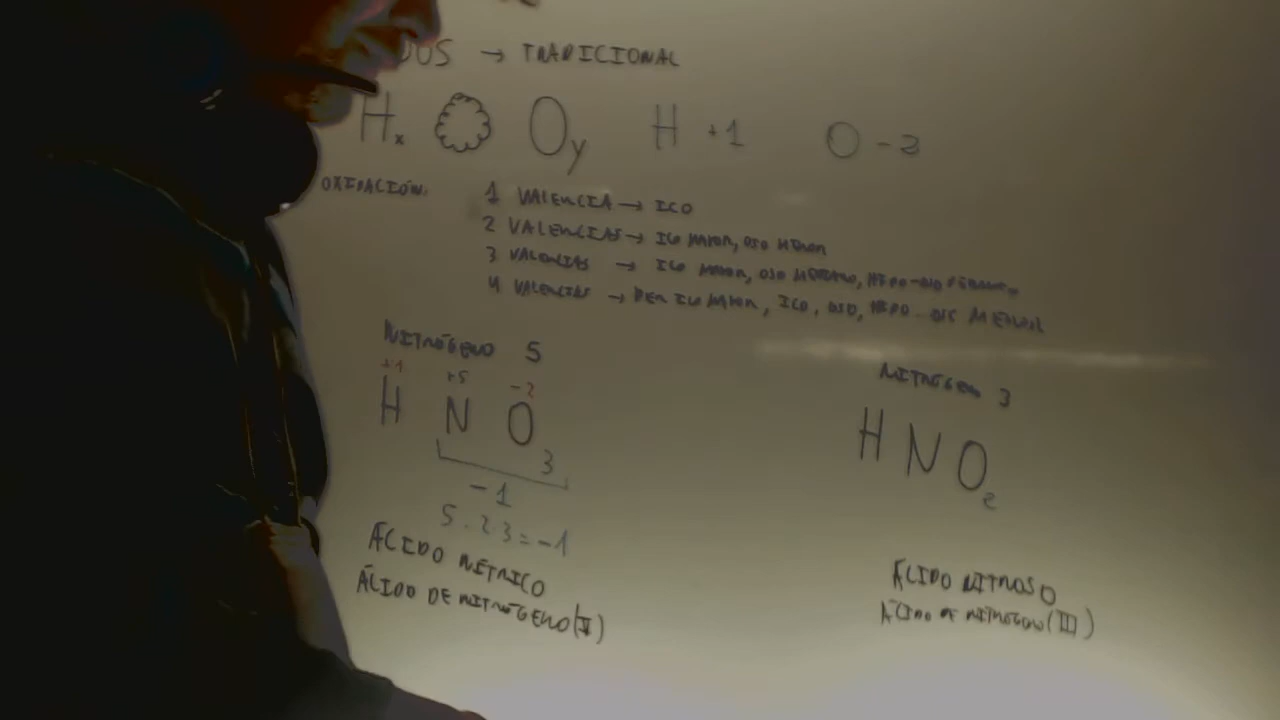 DOS → TRADICIONAL
Hx Oy H +1 O -2
OXIDACIÓN:
1 VALENCIA → ICO
2 VALENCIAS → ICO MAYOR, OSO MENOR
3 VALENCIAS → ICO MAYOR, OSO MEDIANO, HIPO-OSO
4 VALENCIAS → PER ICO MAYOR, ICO, OSO, HIPO-OSO MENOR
NITRÓGENO 5
+1 +5 -2
H N O3
-1
5-2·3=-1
ÁCIDO NÍTRICO
ÁCIDO DE NITRÓGENO (V)
NITRÓGENO 3
HNO2
ÁCIDO NITROSO
ÁCIDO DE NITRÓGENO (III)